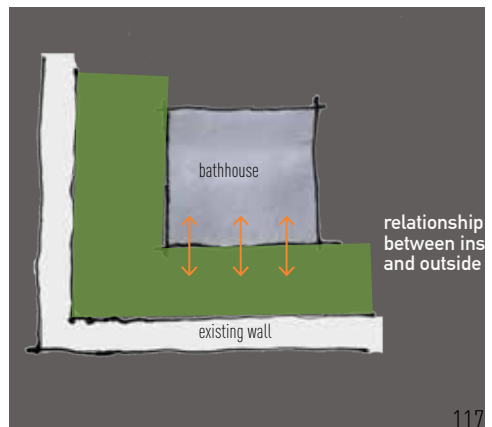 bathhouse
relationship
between ins
and outside
existing wall
117